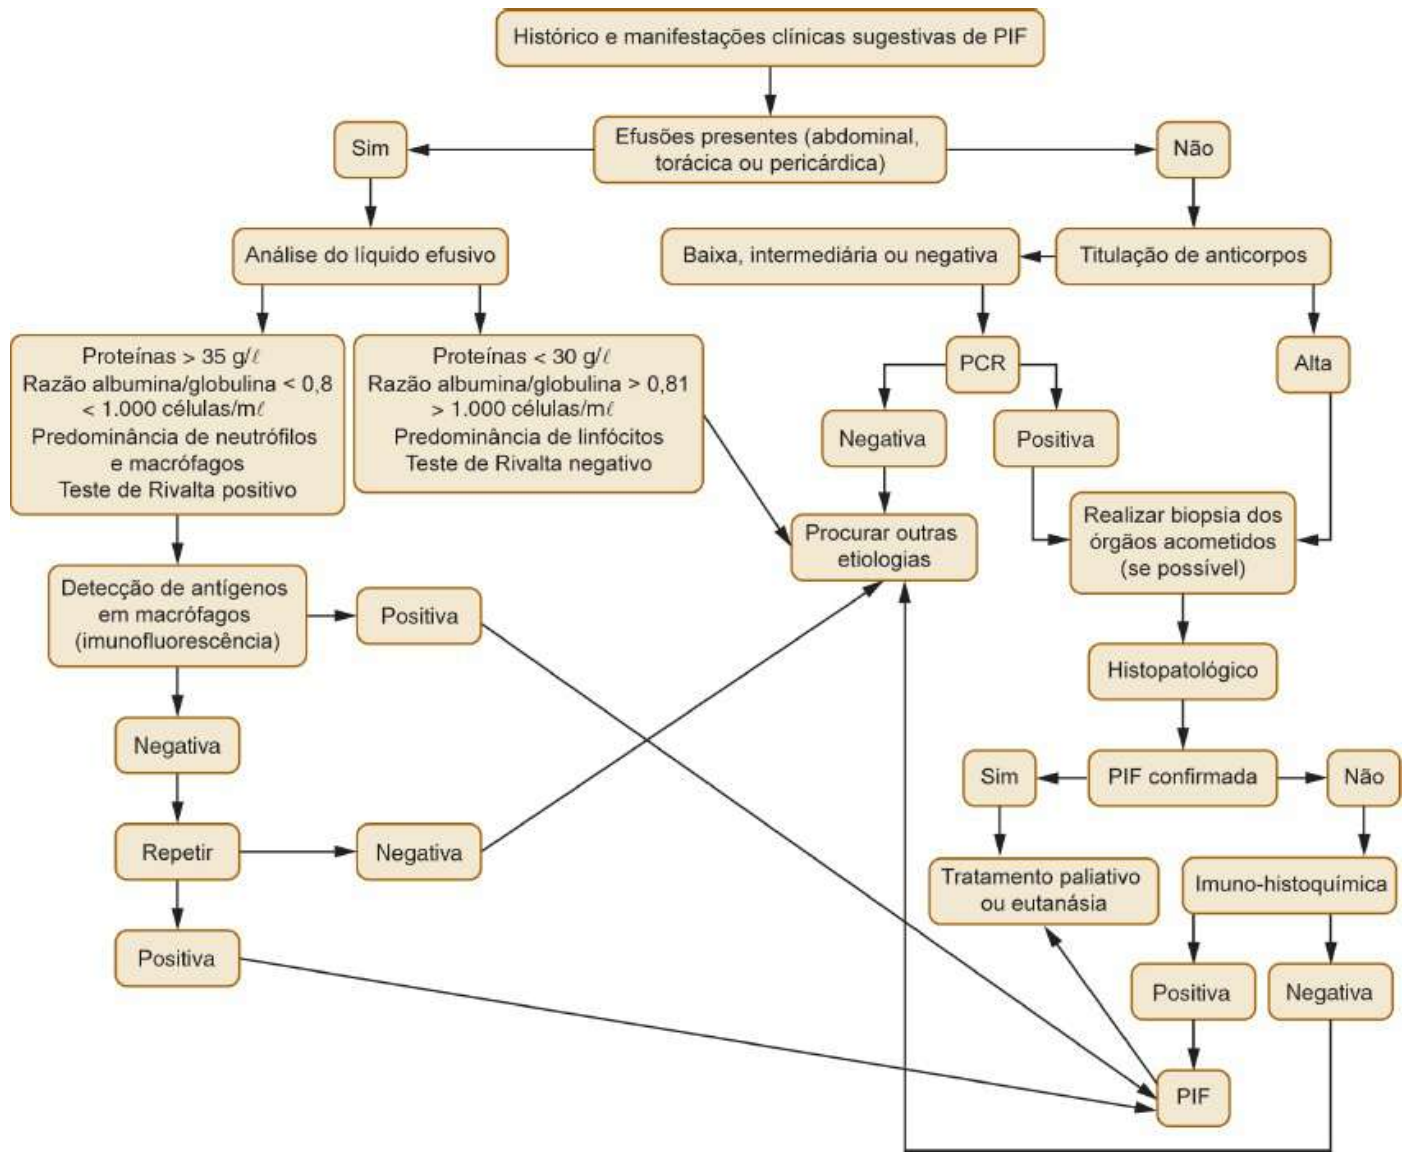 Histórico e manifestações clínicas sugestivas de PIF
Sim
Efusões presentes (abdominal,
torácica ou pericárdica)
Não
Análise do líquido efusivo
Baixa, intermediária ou negativa
Titulação de anticorpos
Proteínas > 35 g/ℓ
Razão albumina/globulina < 0,8
< 1.000 células/mℓ
Predominância de neutrófilos
e macrófagos
Teste de Rivalta positivo
Proteínas < 30 g/ℓ
Razão albumina/globulina > 0,81
> 1.000 células/mℓ
Predominância de linfócitos
Teste de Rivalta negativo
PCR
Alta
Negativa
Positiva
Procurar outras
etiologias
Realizar biopsia dos
órgãos acometidos
(se possível)
Detecção de antígenos
em macrófagos
(imunofluorescência)
Positiva
Histopatológico
Negativa
Sim
PIF confirmada
Não
Repetir
Negativa
Tratamento paliativo
ou eutanásia
Imuno-histoquímica
Positiva
Positiva
Negativa
PIF